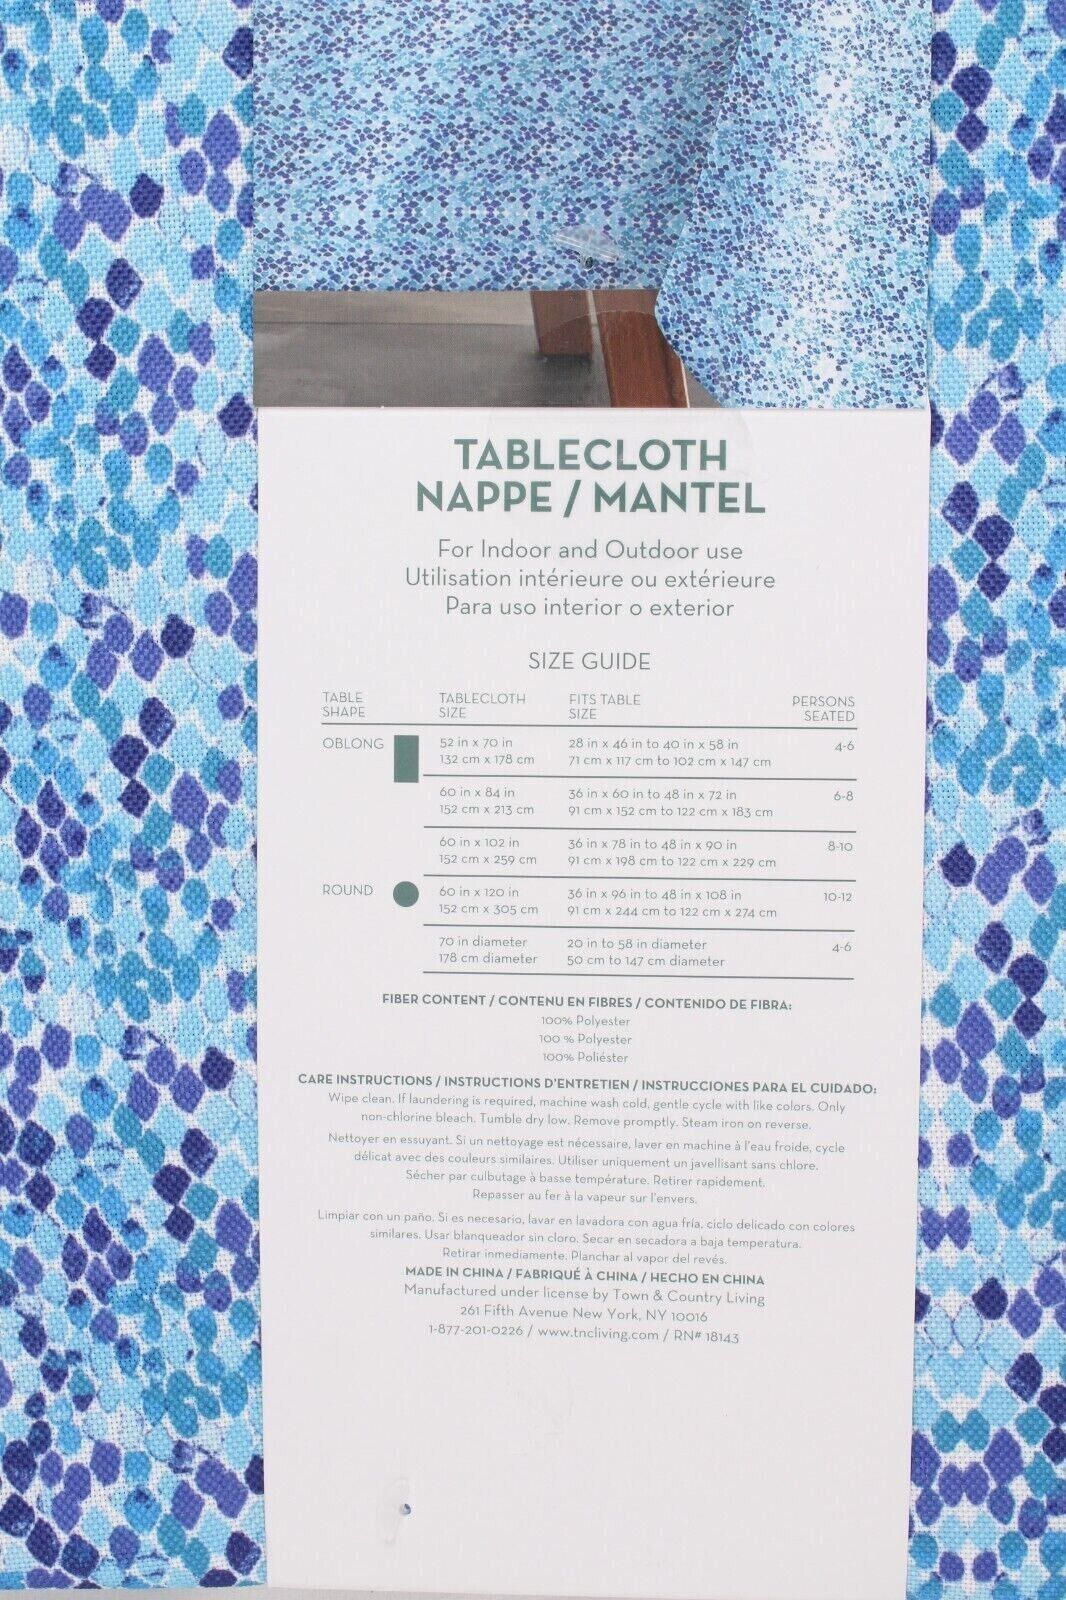 TABLECLOTH
NAPPE / MANTEL
For Indoor and Outdoor use
Utilisation intérieure ou extérieure
Para uso interior o exterior
SIZE GUIDE
TABLE SHAPE TABLECLOTH SIZE FITS TABLE SIZE PERSONS SEATED
OBLONG 52 in x 70 in 28 in x 46 in to 40 in x 58 in 4-6
132 cm x 178 cm 71 cm x 117 cm to 102 cm x 147 cm
60 in x 84 in 36 in x 60 in to 48 in x 72 in 6-8
152 cm x 213 cm 91 cm x 152 cm to 122 cm x 183 cm
60 in x 102 in 36 in x 78 in to 48 in x 90 in 8-10
152 cm x 259 cm 91 cm x 198 cm to 122 cm x 229 cm
ROUND 60 in x 120 in 36 in x 96 in to 48 in x 108 in 10-12
152 cm x 305 cm 91 cm x 244 cm to 122 cm x 274 cm
70 in diameter 20 in to 58 in diameter 4-6
178 cm diameter 50 cm to 147 cm diameter
FIBER CONTENT / CONTENU EN FIBRES / CONTENIDO DE FIBRA:
100% Polyester
100 % Polyester
100% Poliéster
CARE INSTRUCTIONS / INSTRUCTIONS D'ENTRETIEN / INSTRUCCIONES PARA EL CUIDADO:
Wipe clean. If laundering is required, machine wash cold, gentle cycle with like colors. Only
non-chlorine bleach. Tumble dry low. Remove promptly. Steam iron on reverse.
Nettoyer en essuyant. Si un nettoyage est nécessaire, laver en machine à l'eau froide, cycle
délicat avec des couleurs similaires. Utiliser uniquement un javellisant sans chlore.
Sécher par culbutage à basse température. Retirer rapidement.
Repasser au fer à la vapeur sur l'envers.
Limpiar con un paño. Si es necesario, lavar en lavadora con agua fría, ciclo delicado con colores
similares. Usar blanqueador sin cloro. Secar en secadora a baja temperatura.
Retirar inmediamente. Planchar al vapor del revés.
MADE IN CHINA / FABRIQUÉ À CHINA / HECHO EN CHINA
Manufactured under license by Town & Country Living
261 Fifth Avenue New York, NY 10016
1-877-201-0226 / www.tncliving.com / RN# 18143